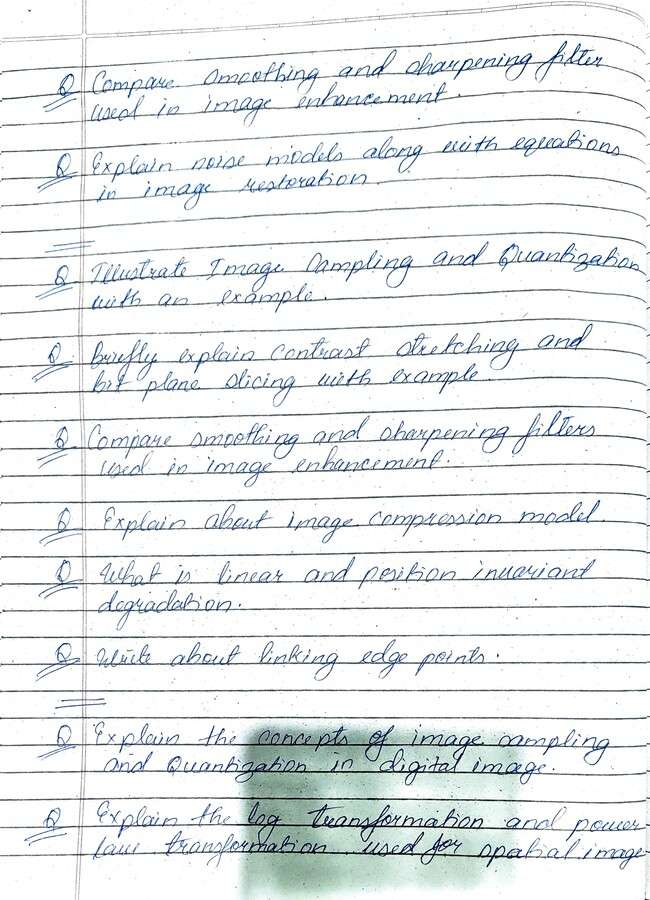 Q Compare smoothing and sharpening filter
used in image enhancement.
Q Explain noise models along with equations
in image restoration.
Q Illustrate Image Sampling and Quantization
with an example.
Q Briefly explain contrast stretching and
bit plane slicing with example.
Q Compare smoothing and sharpening filters
used in image enhancement.
Q Explain about image compression model.
Q What is linear and position invariant
degradation.
Q Write about linking edge points.
Q Explain the concepts of image sampling
and Quantization in digital image.
Q Explain the log transformation and power
law transformation used for spatial image